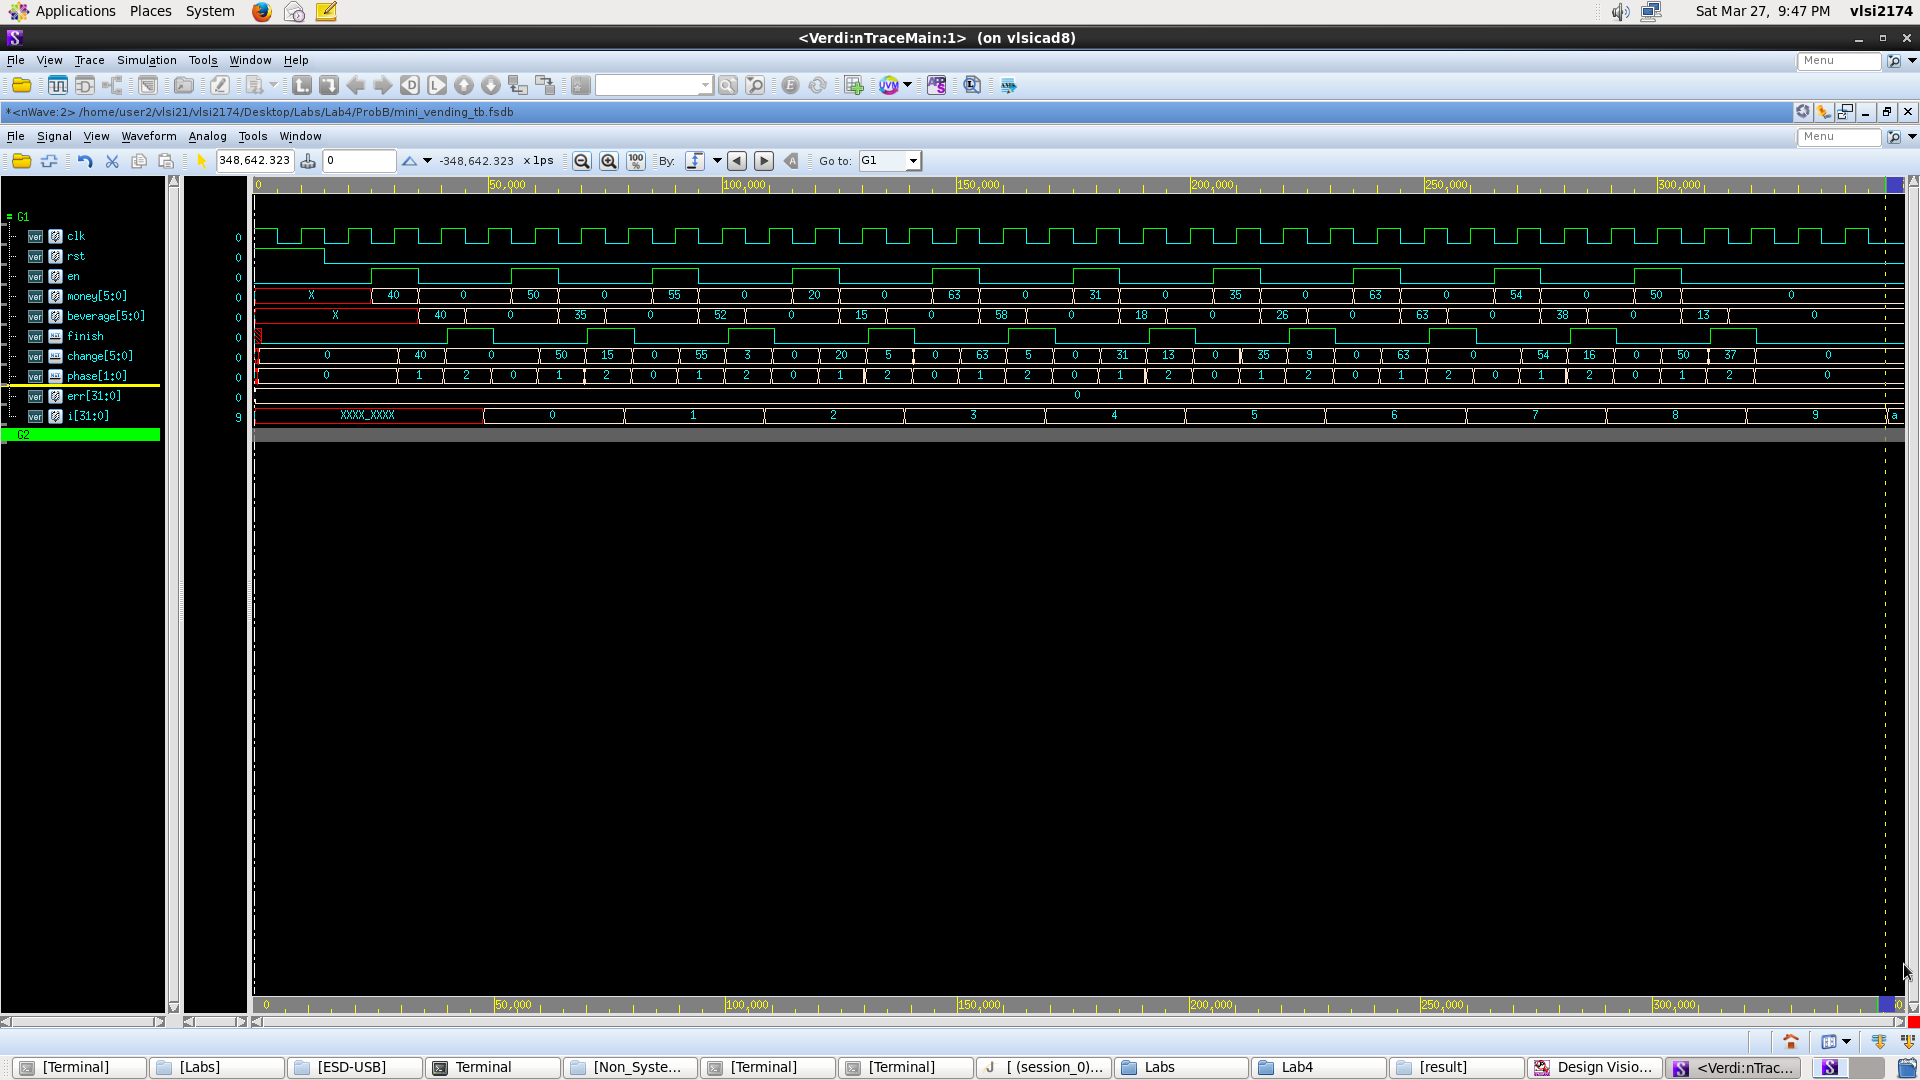 Applications Places System Sat Mar 27, 9:47 PM vlsi2174
<Verdi:nTraceMain:1> (on vlsicad8)
File View Trace Simulation Tools Window Help Menu
*<nWave:2> /home/user2/vlsi21/vlsi2174/Desktop/Labs/Lab4/ProbB/mini_vending_tb.fsdb
File Signal View Waveform Analog Tools Window Menu
348,642.323 0 -348,642.323 x 1ps 100 % By: Go to: G1
0 50,000 100,000 150,000 200,000 250,000 300,000
G1
clk 0
rst 0
en 0
money[5:0] 0 X 40 0 50 0 55 0 20 0 63 0 31 0 35 0 63 0 54 0 50 0
beverage[5:0] 0 X 40 0 35 0 52 0 15 0 58 0 18 0 26 0 63 0 38 0 13 0
finish 0
change[5:0] 0 0 40 0 50 15 0 55 3 0 20 5 0 63 5 0 31 13 0 35 9 0 63 0 54 16 0 50 37 0
phase[1:0] 0 0 1 2 0 1 2 0 1 2 0 1 2 0 1 2 0 1 2 0 1 2 0 1 2 0 1 2 0 1 2 0
err[31:0] 0 0
i[31:0] 9 XXXX_XXXX 0 1 2 3 4 5 6 7 8 9 a
G2
0 50,000 100,000 150,000 200,000 250,000 300,000
[Terminal] [Labs] [ESD-USB] Terminal [Non_Syste... [Terminal] [Terminal] [ (session_0)... Labs Lab4 [result] Design Visio... <Verdi:nTrac...